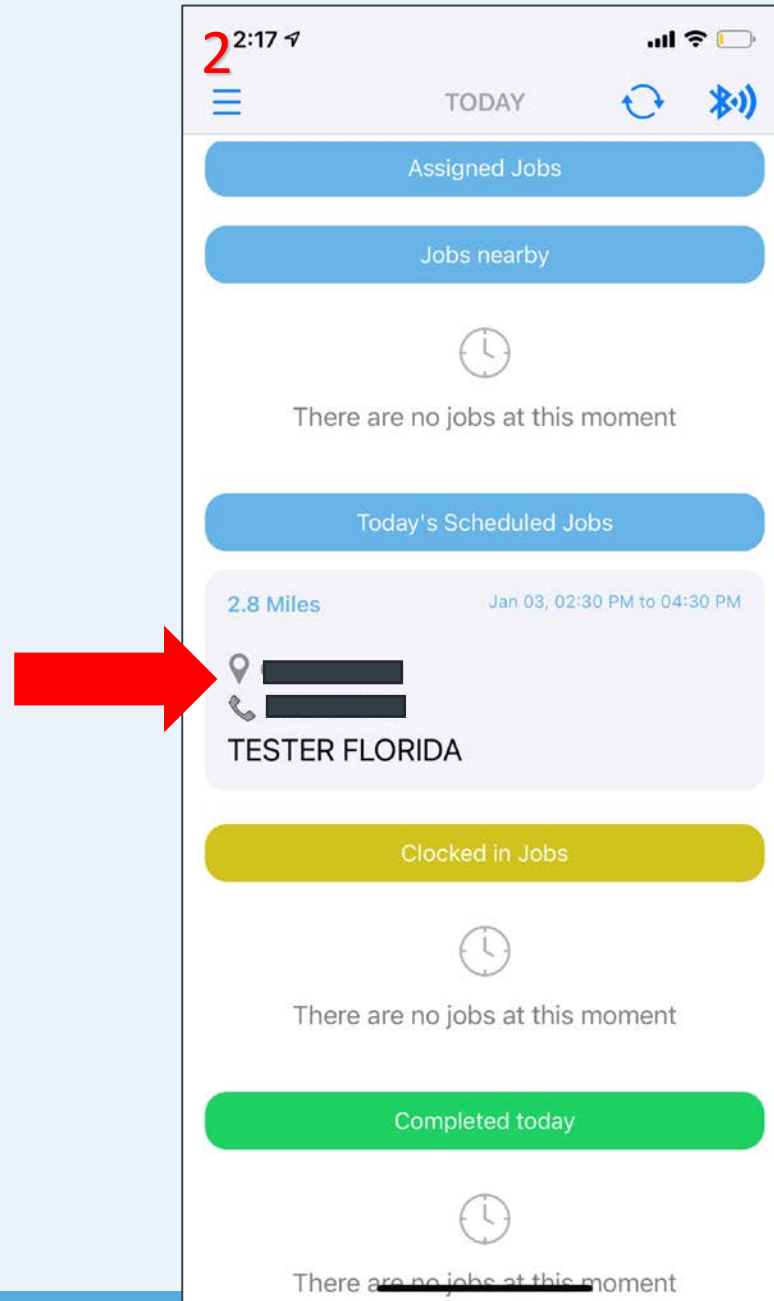 2
2:17
TODAY
Assigned Jobs
Jobs nearby
There are no jobs at this moment
Today's Scheduled Jobs
2.8 Miles Jan 03, 02:30 PM to 04:30 PM
TESTER FLORIDA
Clocked in Jobs
There are no jobs at this moment
Completed today
There are no jobs at this moment